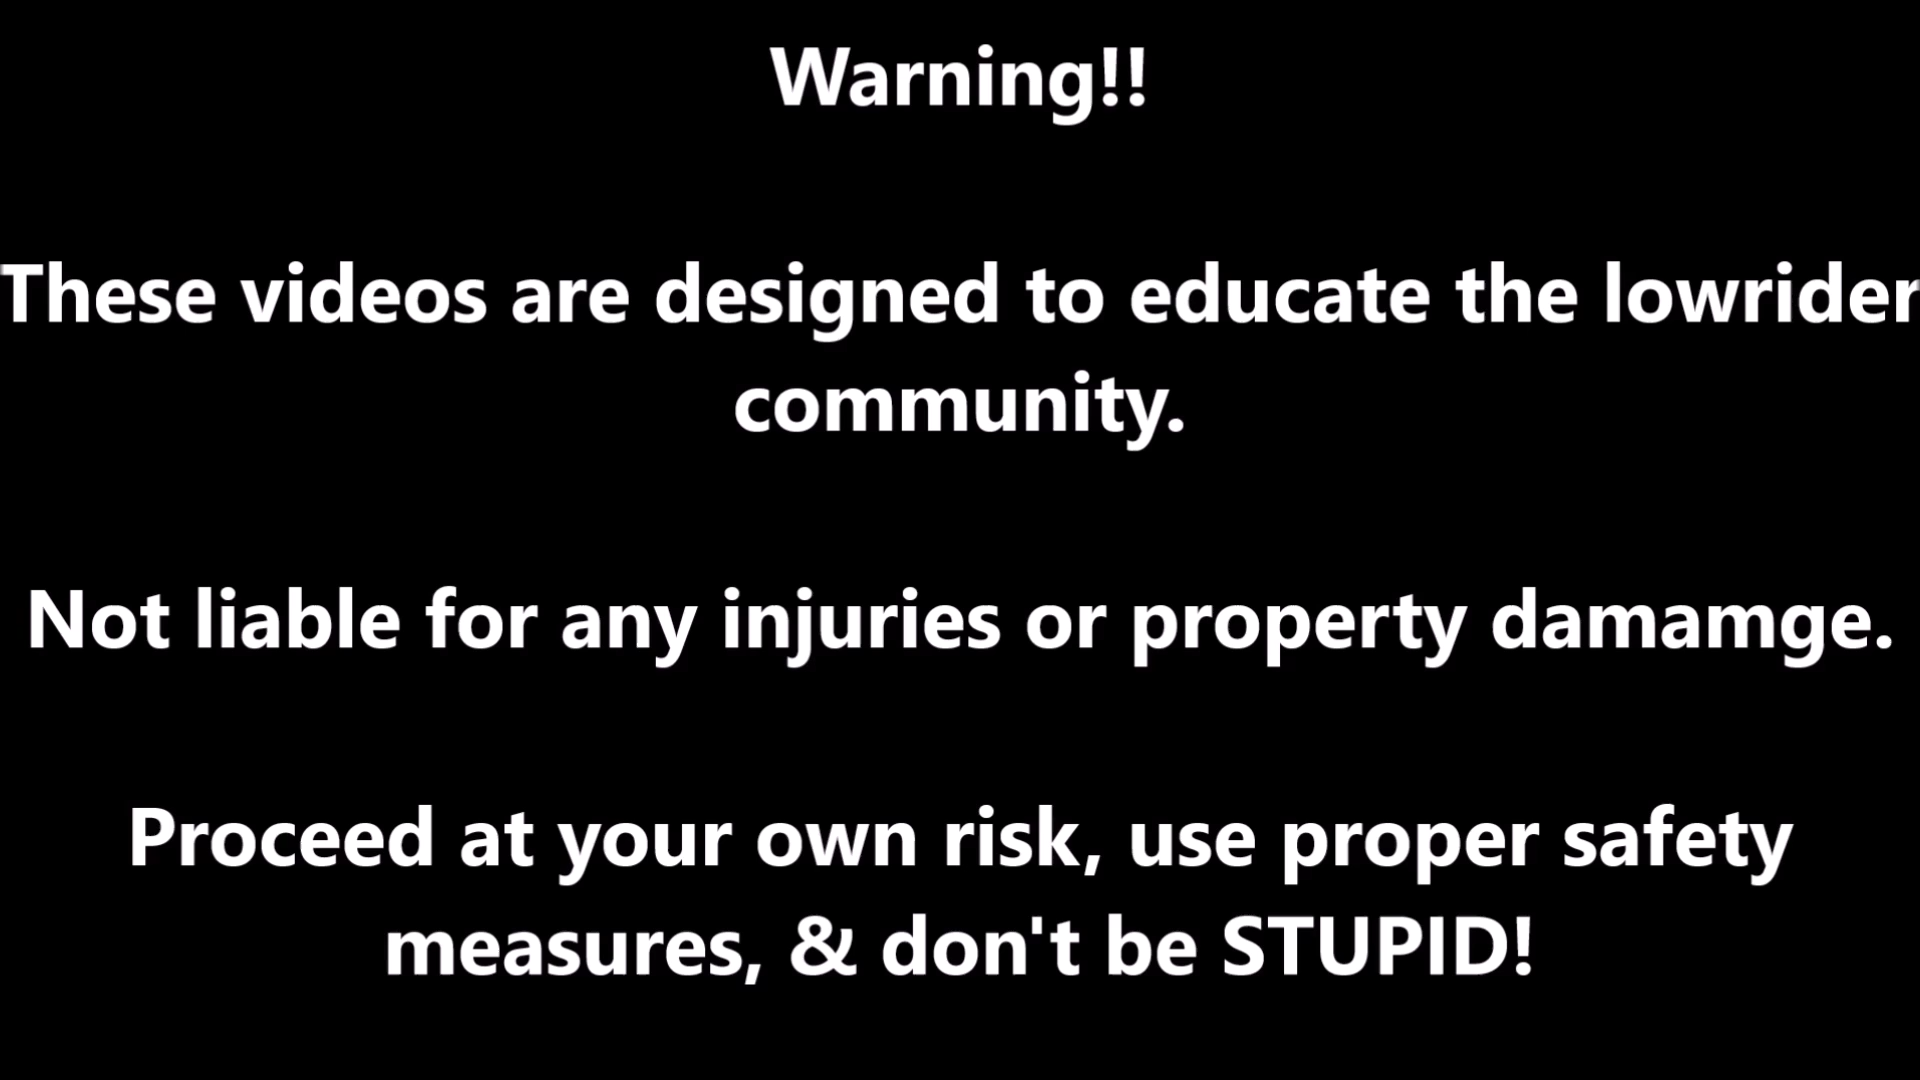 Warning!!
These videos are designed to educate the lowrider
community.
Not liable for any injuries or property damamge.
Proceed at your own risk, use proper safety
measures, & don't be STUPID!